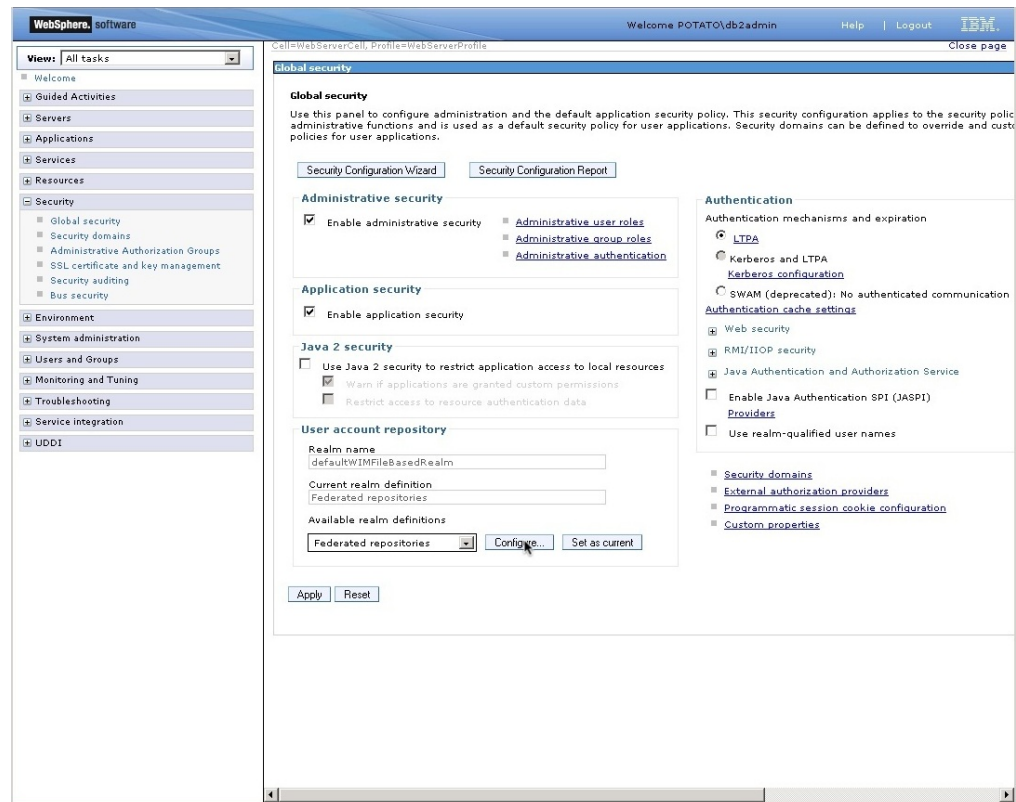 WebSphere. software
Welcome POTATO\db2admin
Help | Logout
IBM.
View: All tasks
Welcome
Guided Activities
Servers
Applications
Services
Resources
Security
Global security
Security domains
Administrative Authorization Groups
SSL certificate and key management
Security auditing
Bus security
Environment
System administration
Users and Groups
Monitoring and Tuning
Troubleshooting
Service integration
UDDI
Cell=WebServerCell, Profile=WebServerProfile
Close page
Global security
Global security
Use this panel to configure administration and the default application security policy. This security configuration applies to the security polic
administrative functions and is used as a default security policy for user applications. Security domains can be defined to override and custo
policies for user applications.
Security Configuration Wizard
Security Configuration Report
Administrative security
Enable administrative security
Administrative user roles
Administrative group roles
Administrative authentication
Application security
Enable application security
Java 2 security
Use Java 2 security to restrict application access to local resources
Warn if applications are granted custom permissions
Restrict access to resource authentication data
User account repository
Realm name
defaultWIMFileBasedRealm
Current realm definition
Federated repositories
Available realm definitions
Federated repositories
Configure...
Set as current
Apply
Reset
Authentication
Authentication mechanisms and expiration
LTPA
Kerberos and LTPA
Kerberos configuration
SWAM (deprecated): No authenticated communication
Authentication cache settings
Web security
RMI/IIOP security
Java Authentication and Authorization Service
Enable Java Authentication SPI (JASPI)
Providers
Use realm-qualified user names
Security domains
External authorization providers
Programmatic session cookie configuration
Custom properties